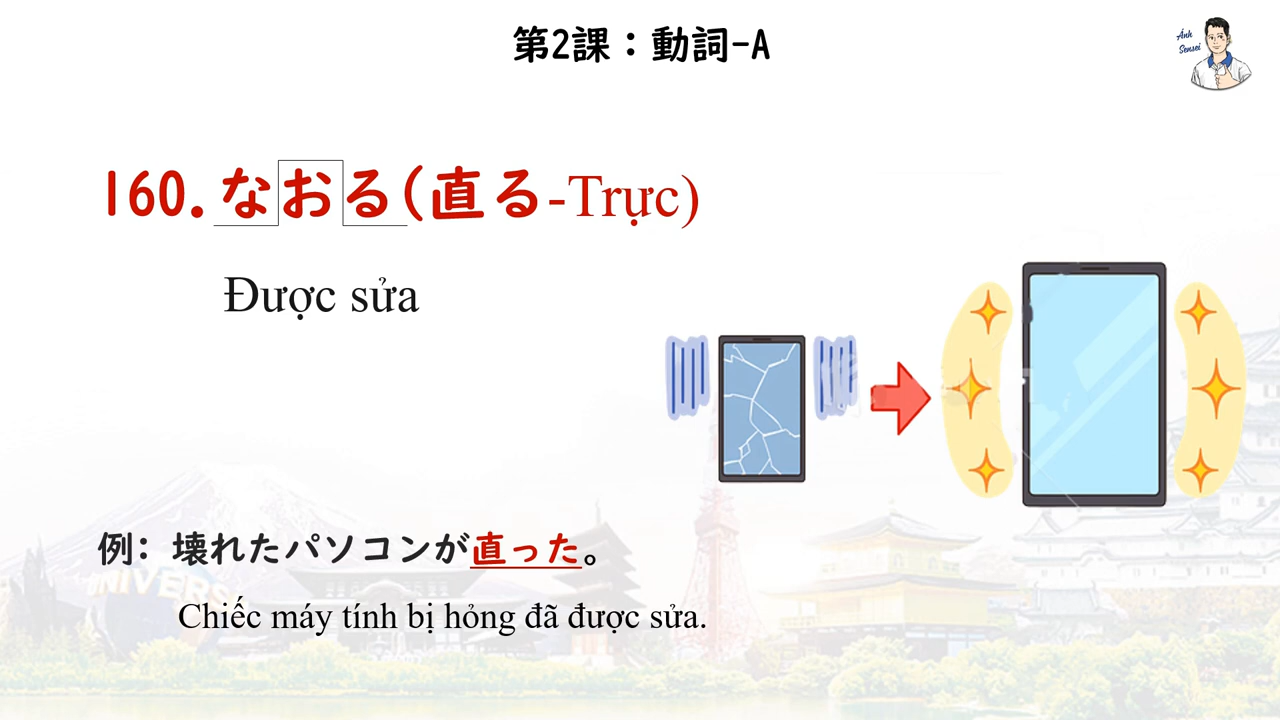 第2課：動詞-A
Ánh
Sensei
160.なおる(直る-Trực)
Được sửa
例: 壊れたパソコンが直った。
Chiếc máy tính bị hỏng đã được sửa.
UNIVERS